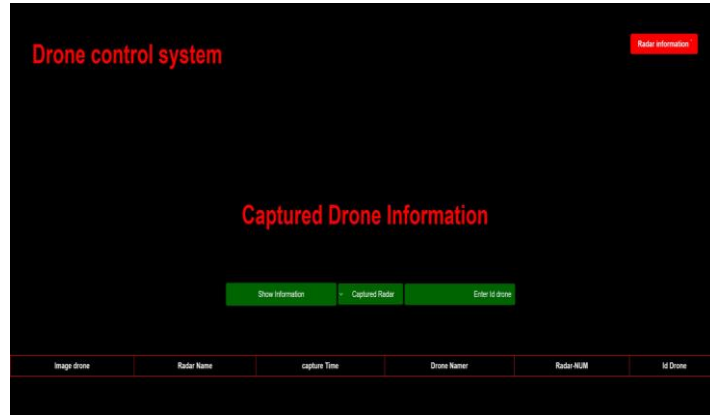 Drone control system
Radar information
Captured Drone Information
Show Information
Captured Radar
Enter Id drone
Image drone
Radar Name
capture Time
Drone Namer
Radar-NUM
Id Drone